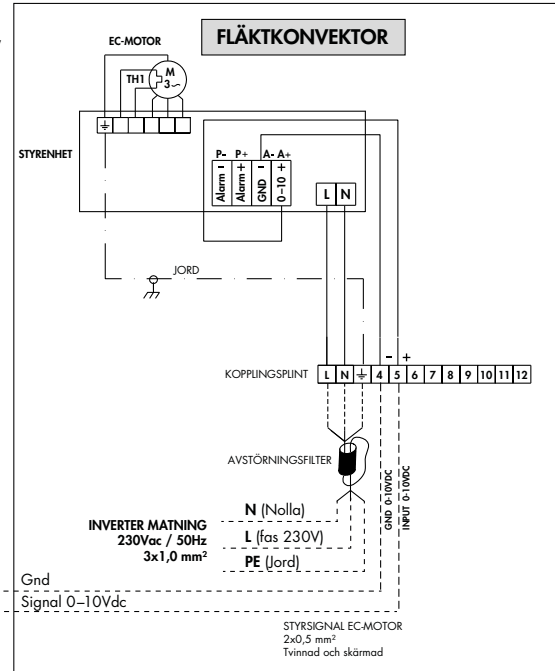 EC-MOTOR
FLÄKTKONVEKTOR
M
3~
TH1
STYRENHET
P- P+ A- A+
Alarm -
Alarm +
GND -
0-10 +
L N
JORD
- +
KOPPLINGSPLINT L N 4 5 6 7 8 9 10 11 12
AVSTÖRNINGSFILTER
GND 0-10VDC
INPUT 0-10VDC
N (Nolla)
INVERTER MATNING
230Vac / 50Hz
3x1,0 mm²
L (fas 230V)
PE (Jord)
Gnd
Signal 0–10Vdc
STYRSIGNAL EC-MOTOR
2x0,5 mm²
Tvinnad och skärmad